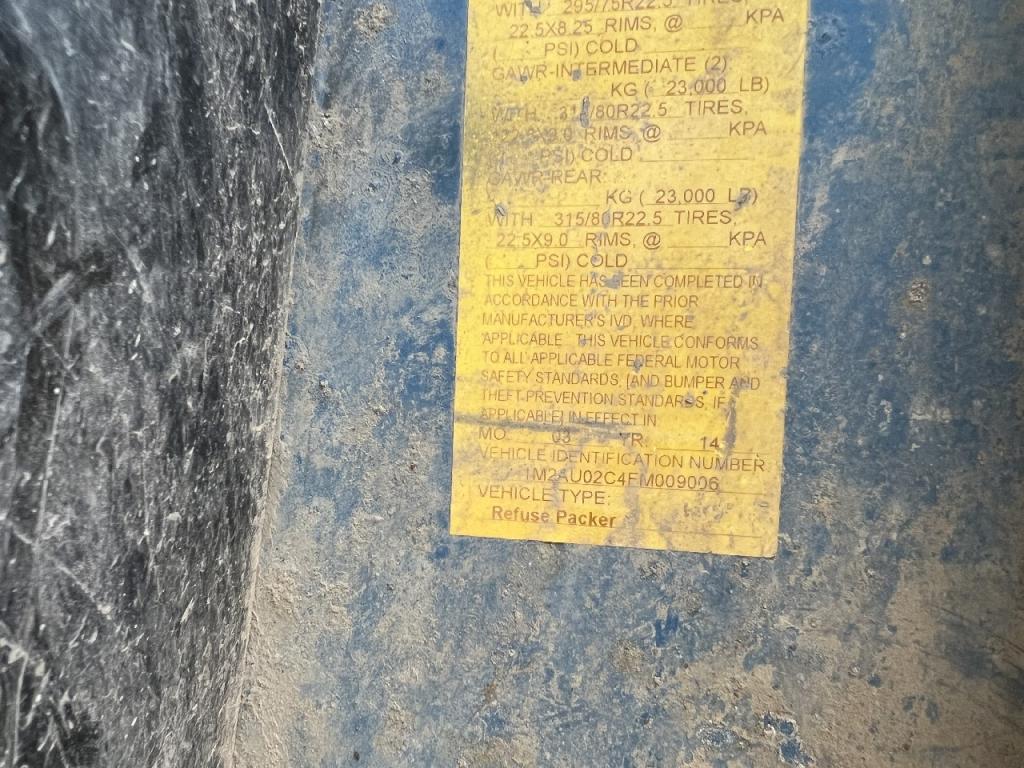 WITH 295/75R22.5 TIRES,
22.5X8.25 RIMS, @ KPA
( PSI) COLD
GAWR-INTERMEDIATE (2)
KG ( 23,000 LB)
WITH 315/80R22.5 TIRES,
22.5X9.0 RIMS, @ KPA
PSI) COLD
GAWR-REAR:
KG ( 23,000 LB)
WITH 315/80R22.5 TIRES,
22.5X9.0 RIMS, @ KPA
( PSI) COLD
THIS VEHICLE HAS BEEN COMPLETED IN
ACCORDANCE WITH THE PRIOR
MANUFACTURER'S IVD, WHERE
APPLICABLE. THIS VEHICLE CONFORMS
TO ALL APPLICABLE FEDERAL MOTOR
SAFETY STANDARDS, [AND BUMPER AND
THEFT PREVENTION STANDARDS, IF
APPLICABLE] IN EFFECT IN
MO. 03 YR. 14
VEHICLE IDENTIFICATION NUMBER:
1M2AU02C4FM009006
VEHICLE TYPE:
Refuse Packer